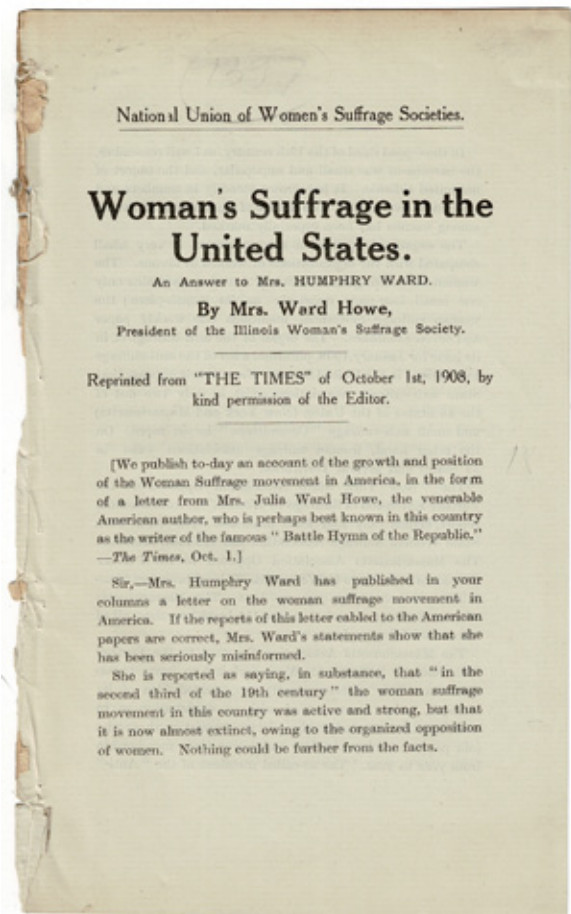 National Union of Women's Suffrage Societies.
Woman's Suffrage in the
United States.
An Answer to Mrs. HUMPHRY WARD.
By Mrs. Ward Howe,
President of the Illinois Woman's Suffrage Society.
Reprinted from "THE TIMES" of October 1st, 1908, by
kind permission of the Editor.
[We publish to-day an account of the growth and position
of the Woman Suffrage movement in America, in the form
of a letter from Mrs. Julia Ward Howe, the venerable
American author, who is perhaps best known in this country
as the writer of the famous "Battle Hymn of the Republic."
—The Times, Oct. 1.]
Sir,—Mrs. Humphry Ward has published in your
columns a letter on the woman suffrage movement in
America. If the reports of this letter cabled to the American
papers are correct, Mrs. Ward's statements show that she
has been seriously misinformed.
She is reported as saying, in substance, that "in the
second third of the 19th century" the woman suffrage
movement in this country was active and strong, but that
it is now almost extinct, owing to the organized opposition
of women. Nothing could be further from the facts.